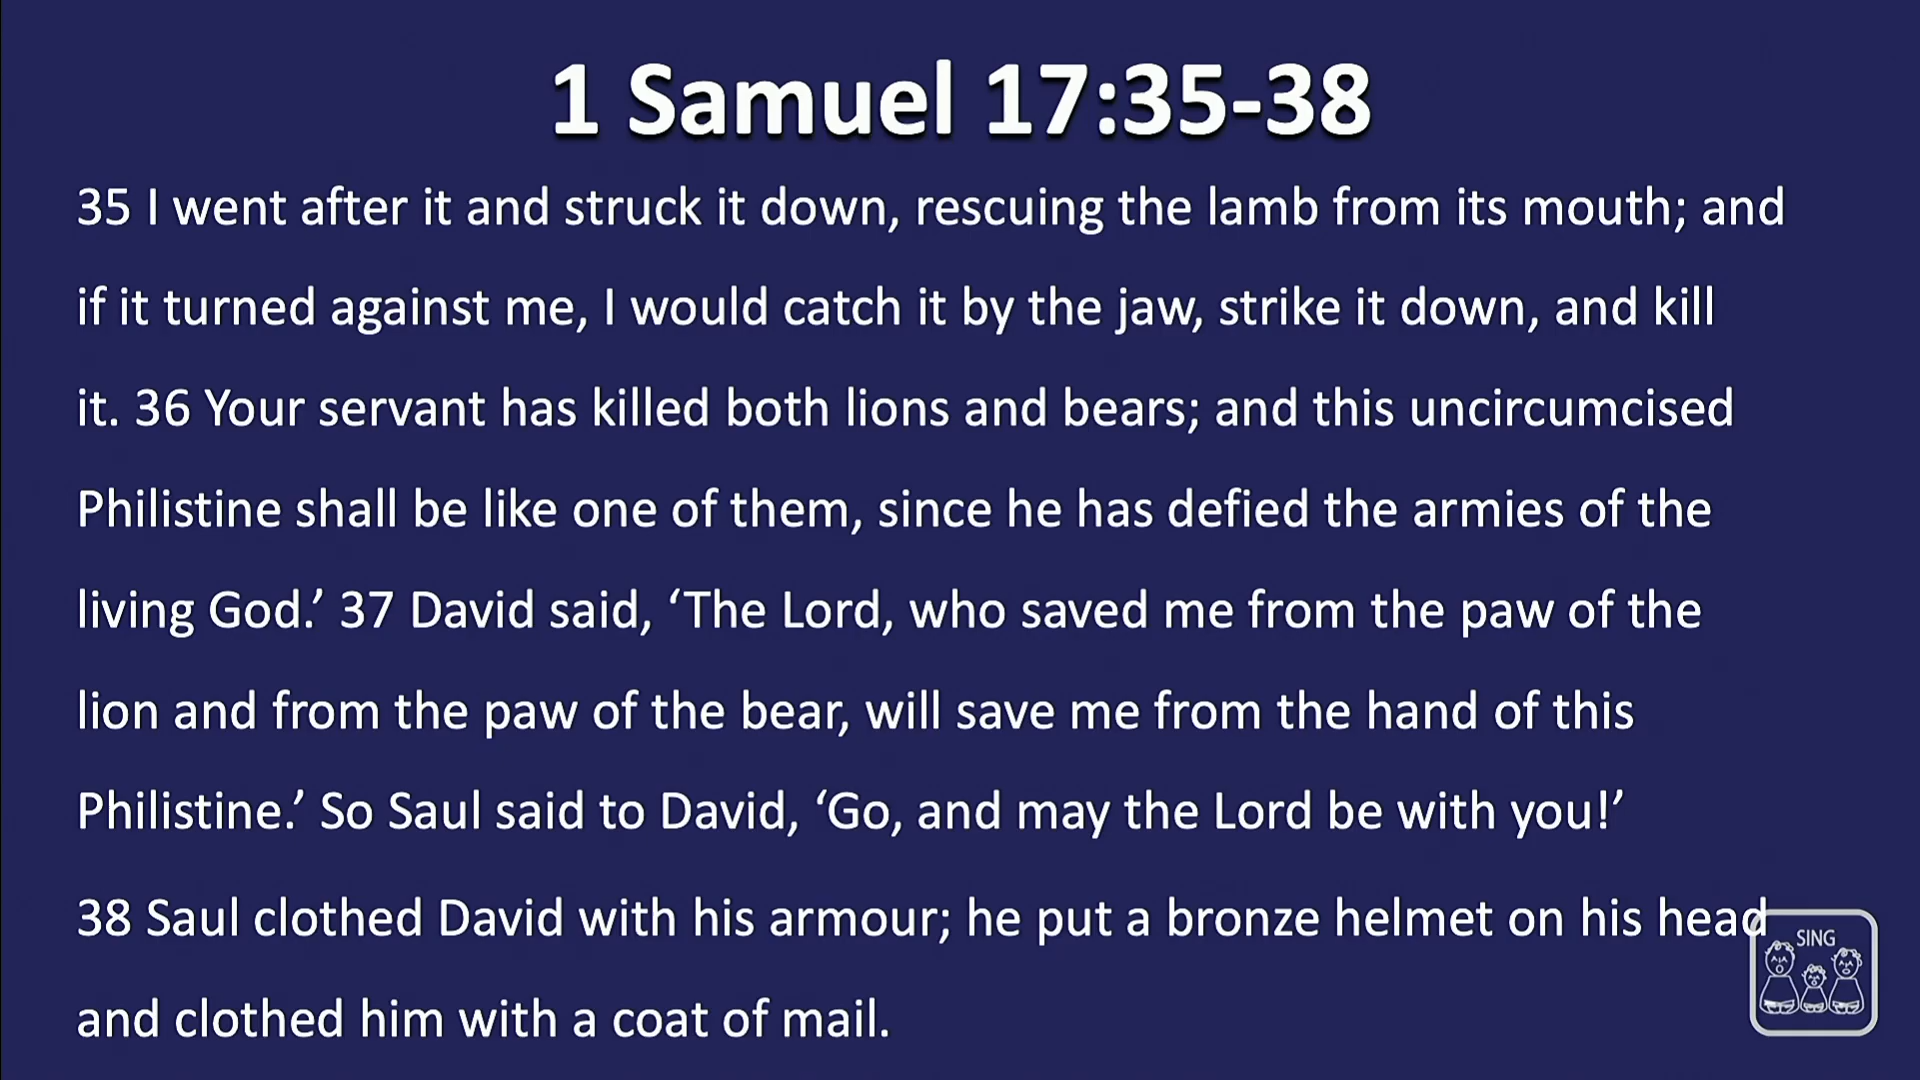 1 Samuel 17:35-38
35 I went after it and struck it down, rescuing the lamb from its mouth; and
if it turned against me, I would catch it by the jaw, strike it down, and kill
it. 36 Your servant has killed both lions and bears; and this uncircumcised
Philistine shall be like one of them, since he has defied the armies of the
living God.’ 37 David said, ‘The Lord, who saved me from the paw of the
lion and from the paw of the bear, will save me from the hand of this
Philistine.’ So Saul said to David, ‘Go, and may the Lord be with you!’
38 Saul clothed David with his armour; he put a bronze helmet on his head
and clothed him with a coat of mail.
SING